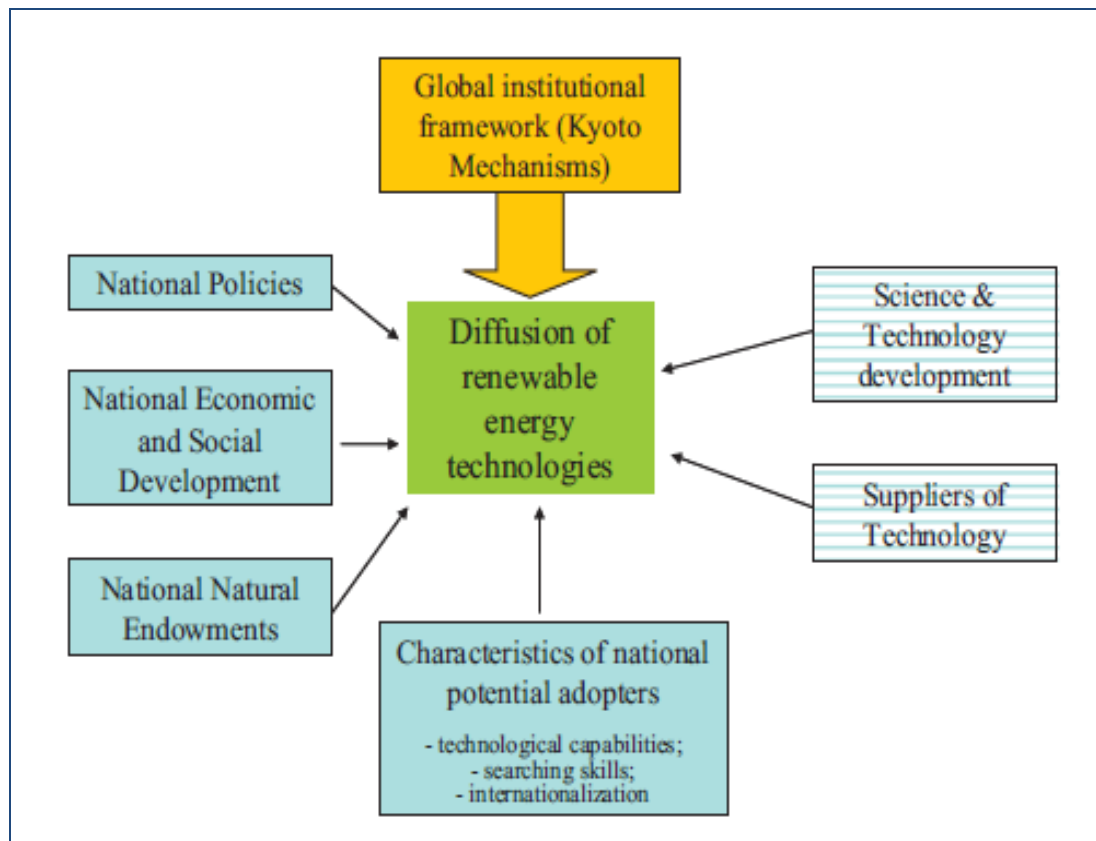 Global institutional
framework (Kyoto
Mechanisms)
National Policies
National Economic
and Social
Development
National Natural
Endowments
Diffusion of
renewable
energy
technologies
Science &
Technology
development
Suppliers of
Technology
Characteristics of national
potential adopters
- technological capabilities;
- searching skills;
- internationalization